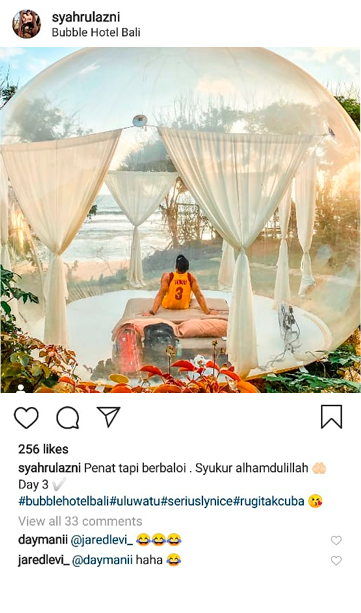 syahrulazni
Bubble Hotel Bali
3
256 likes
syahrulazni Penat tapi berbaloi . Syukur alhamdulillah 🤲🏻
Day 3 ✔️
#bubblehotelbali#uluwatu#seriuslynice#rugitakcuba 😘
View all 33 comments
daymanii @jaredlevi_ 😂😂😂
jaredlevi_ @daymanii haha 😂